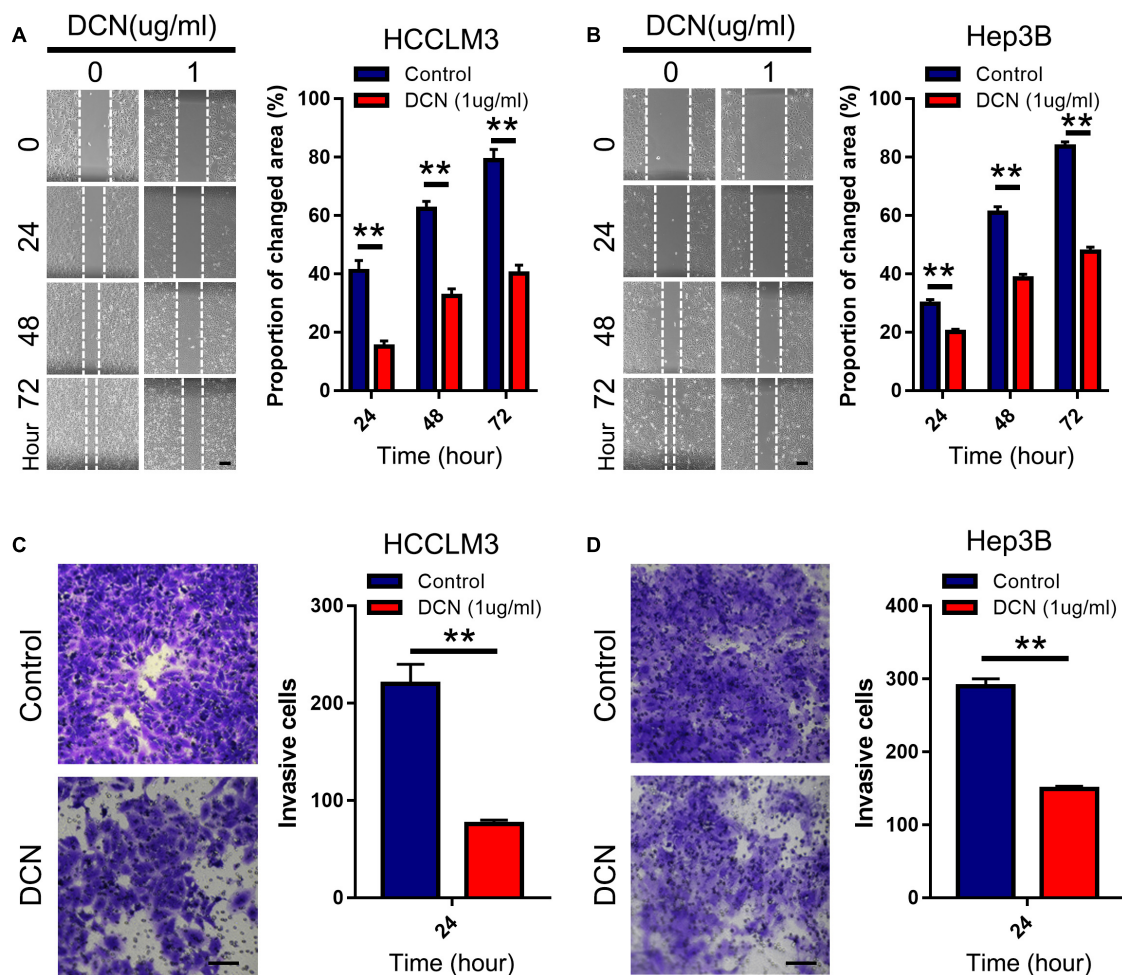 A
DCN(ug/ml)
0 1
0
24
48
72
Hour
HCCLM3
Control
DCN (1ug/ml)
Proportion of changed area (%)
100
80
60
40
20
0
**
**
**
24 48 72
Time (hour)
B
DCN(ug/ml)
0 1
0
24
48
72
Hour
Hep3B
Control
DCN (1ug/ml)
Proportion of changed area (%)
100
80
60
40
20
0
**
**
**
24 48 72
Time (hour)
C
Control
DCN
HCCLM3
Control
DCN (1ug/ml)
Invasive cells
300
200
100
0
**
24
Time (hour)
D
Control
DCN
Hep3B
Control
DCN (1ug/ml)
Invasive cells
400
300
200
100
0
**
24
Time (hour)